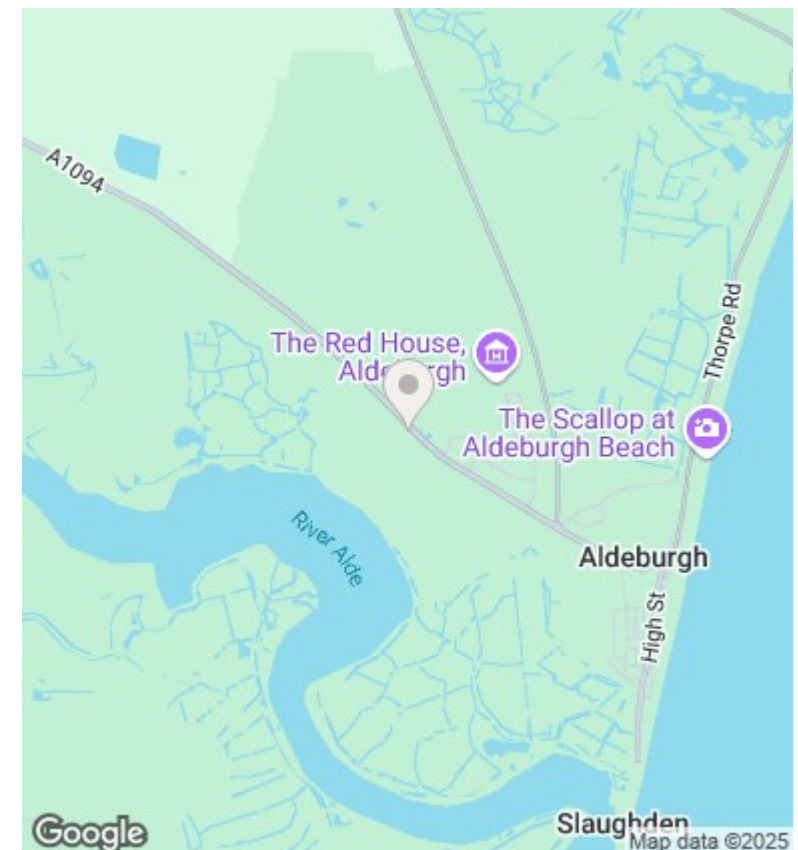 A1094
Thorpe Rd
The Red House,
Aldeburgh
The Scallop at
Aldeburgh Beach
River Alde
Aldeburgh
High St
Slaughden
Google
Map data ©2025